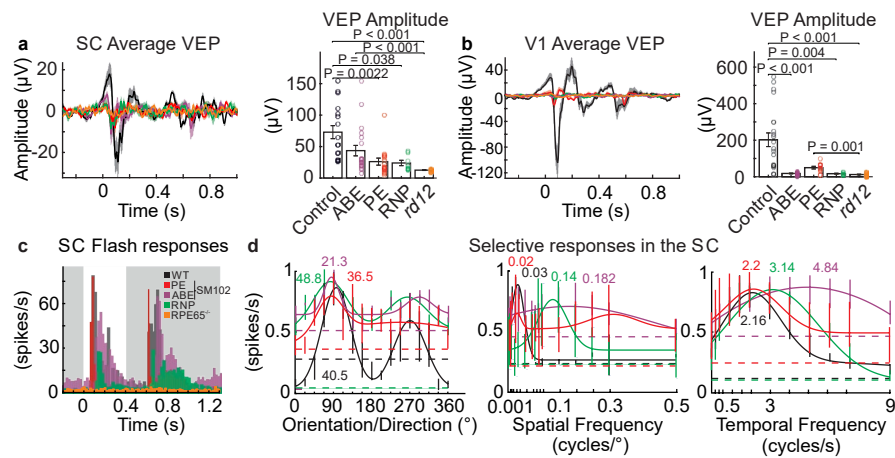 a
SC Average VEP
Amplitude (µV)
20
0
-20
0
0.4
0.8
Time (s)
VEP Amplitude
P < 0.001
P < 0.001
P = 0.038
P = 0.0022
(µV)
150
100
50
0
Control
ABE
PE
RNP
rd12
b
V1 Average VEP
Amplitude (µV)
40
0
-40
-80
-120
0
0.4
0.8
Time (s)
VEP Amplitude
P < 0.001
P = 0.004
P < 0.001
P = 0.001
(µV)
600
400
200
0
Control
ABE
PE
RNP
rd12
c
SC Flash responses
(spikes/s)
80
60
40
20
0
WT
PE
ABE
SM102
RNP
RPE65-/-
0
0.4
0.8
1.2
Time (s)
d
Selective responses in the SC
(spikes/s)
1
0.5
0
48.8
21.3
36.5
40.5
0
90
180
270
360
Orientation/Direction (°)
1
0.5
0
0.02
0.03
0.14
0.182
0.001
0.1
0.3
0.5
Spatial Frequency
(cycles/°)
1
0.5
0
2.2
3.14
4.84
2.16
0.5
3
9
Temporal Frequency
(cycles/s)